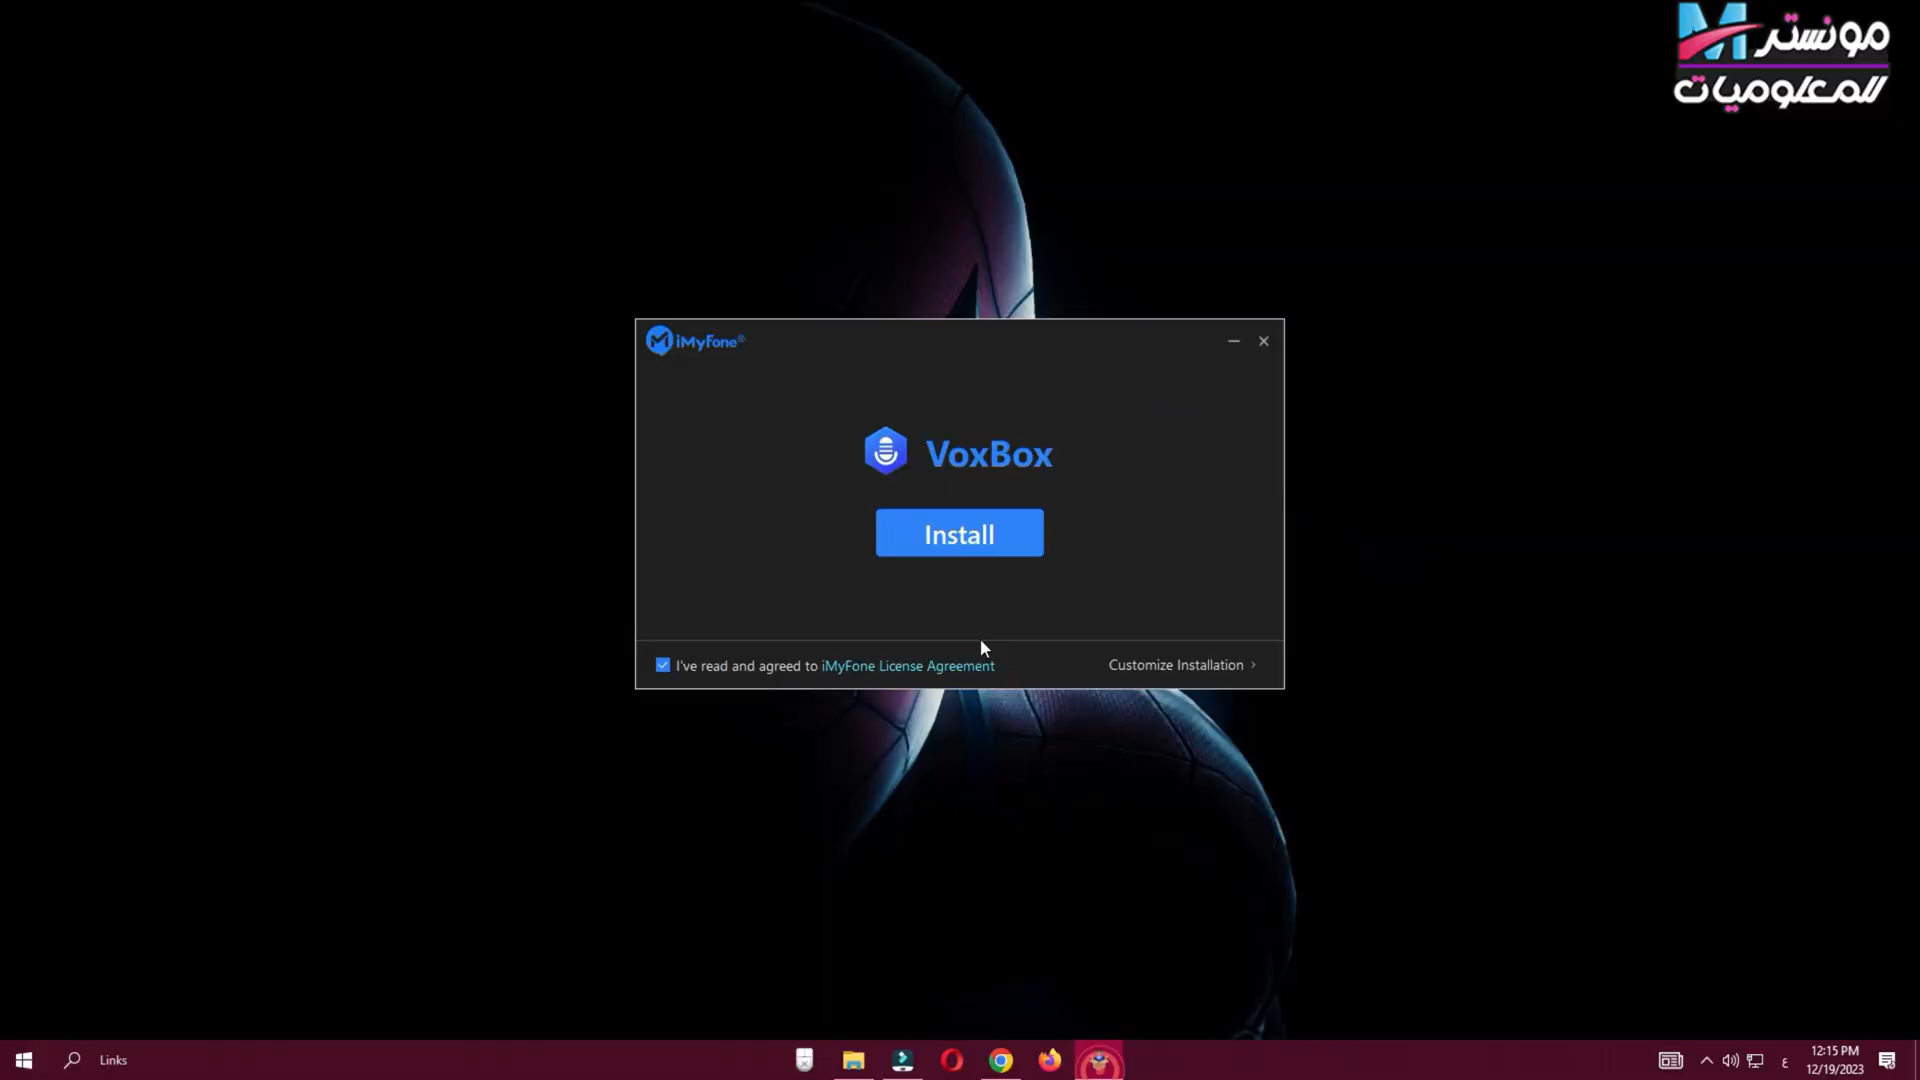 مونستر
للمعلوميات
iMyFone®
VoxBox
Install
I've read and agreed to iMyFone License Agreement
Customize Installation >
Links
ع
12:15 PM
12/19/2023